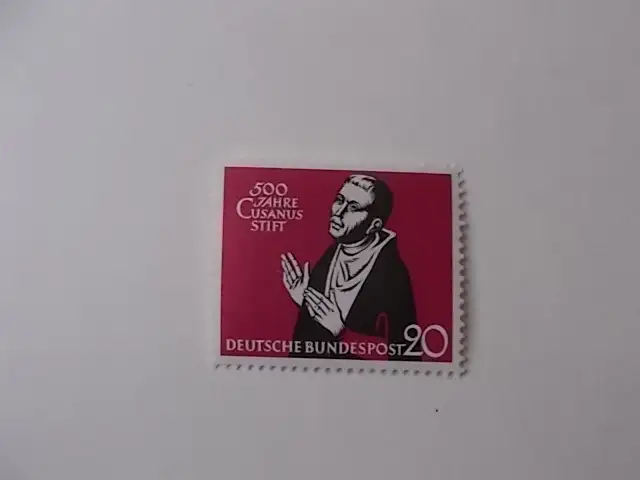 500
JAHRE
CUSANUS
STIFT
DEUTSCHE BUNDESPOST 20